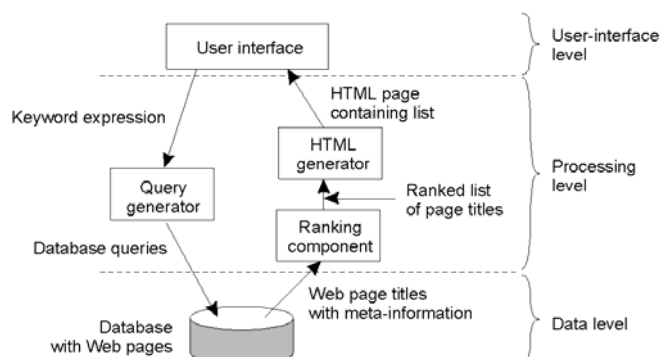 User interface
User-interface
level
Keyword expression
HTML page
containing list
HTML
generator
Query
generator
Ranked list
of page titles
Processing
level
Database queries
Ranking
component
Web page titles
with meta-information
Database
with Web pages
Data level